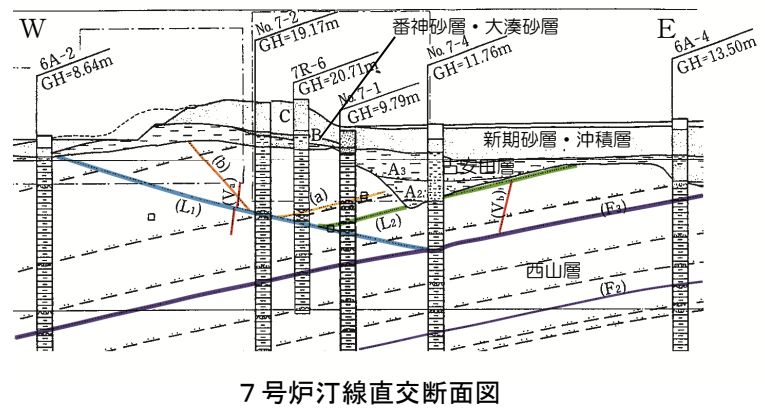 W
E
6A-2
GH=8.64m
No.7-2
GH=19.17m
7R-6
GH=20.71m
No.7-1
GH=9.79m
番神砂層・大湊砂層
No.7-4
GH=11.76m
6A-4
GH=13.50m
C
B
新期砂層・沖積層
古安田層
A3
A2
(b)
(a)
(L1)
(L2)
(F3)
西山層
(F2)
7号炉汀線直交断面図